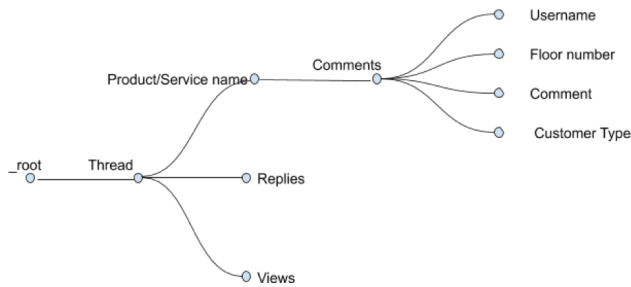 Username
Floor number
Comments
Product/Service name
Comment
Customer Type
_root
Thread
Replies
Views